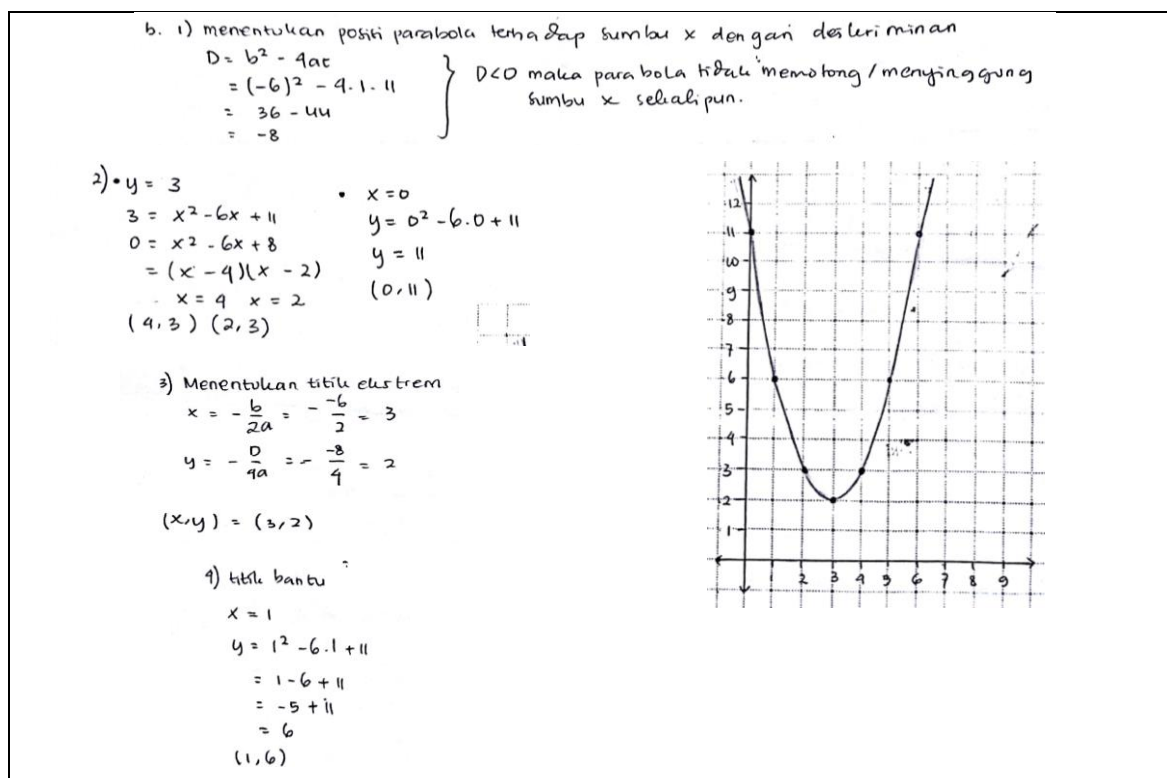 b. 1) menentukan posisi parabola terhadap sumbu x dengan deskriminan
D = b² - 4ac
= (-6)² - 4.1.11
= 36 - 44
= -8
D<0 maka parabola tidak memotong/menyinggung
sumbu x sekalipun.
2) • y = 3
3 = x² - 6x + 11
0 = x² - 6x + 8
= (x - 4)(x - 2)
x = 4 x = 2
(4,3) (2,3)
• x = 0
y = 0² - 6.0 + 11
y = 11
(0,11)
3) Menentukan titik ekstrem
x = - b/2a = - -6/2 = 3
y = - D/4a = - -8/4 = 2
(x,y) = (3,2)
4) titik bantu :
x = 1
y = 1² - 6.1 + 11
= 1 - 6 + 11
= -5 + 11
= 6
(1,6)
12
11
10
9
8
7
6
5
4
3
2
1
1 2 3 4 5 6 7 8 9